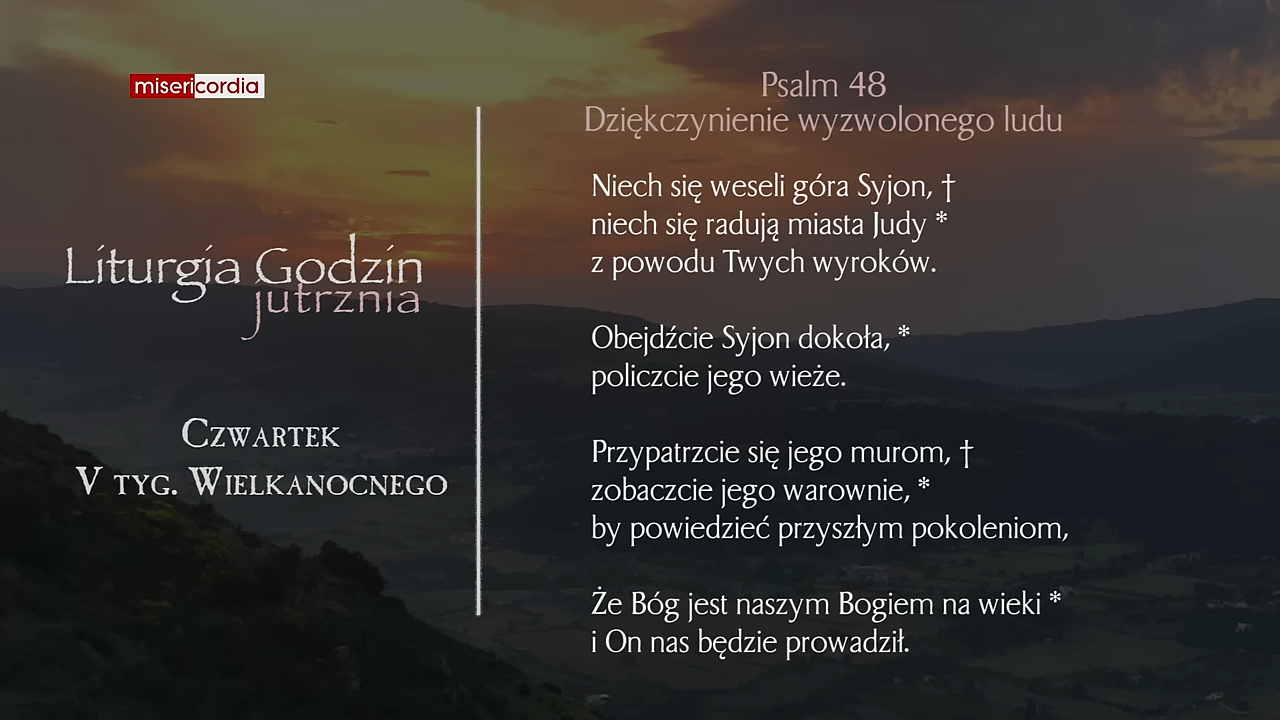 misericordia
Liturgia Godzin
jutrznia
Czwartek
V tyg. Wielkanocnego
Psalm 48
Dziękczynienie wyzwolonego ludu
Niech się weseli góra Syjon, †
niech się radują miasta Judy *
z powodu Twych wyroków.
Obejdźcie Syjon dokoła, *
policzcie jego wieże.
Przypatrzcie się jego murom, †
zobaczcie jego warownie, *
by powiedzieć przyszłym pokoleniom,
Że Bóg jest naszym Bogiem na wieki *
i On nas będzie prowadził.